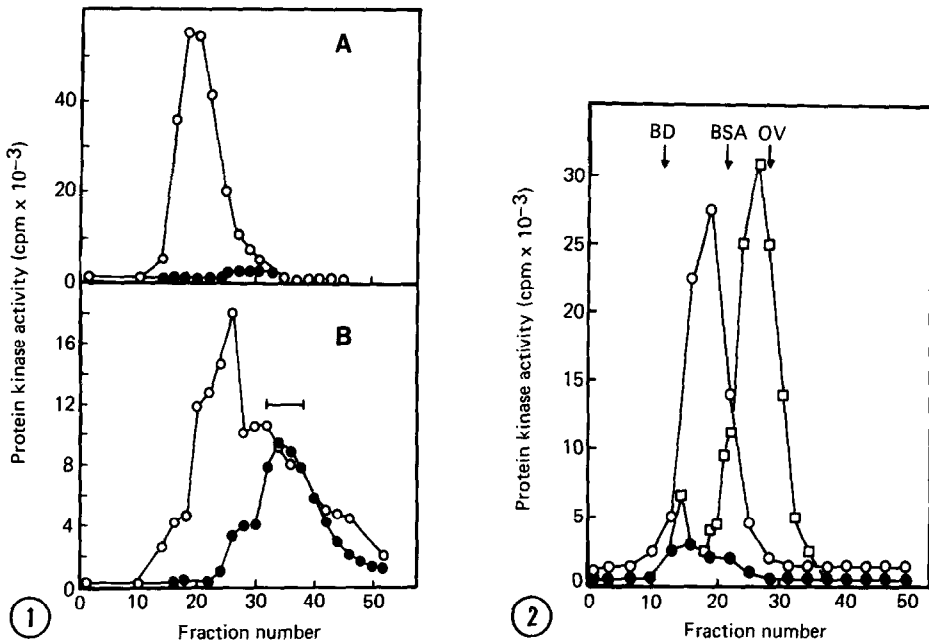 A
40
20
0
Protein kinase activity (cpm x 10⁻³)
B
16
12
8
4
0
0 10 20 30 40 50
Fraction number
1
BD BSA OV
30
25
20
15
10
5
0
Protein kinase activity (cpm x 10⁻³)
0 10 20 30 40 50
Fraction number
2